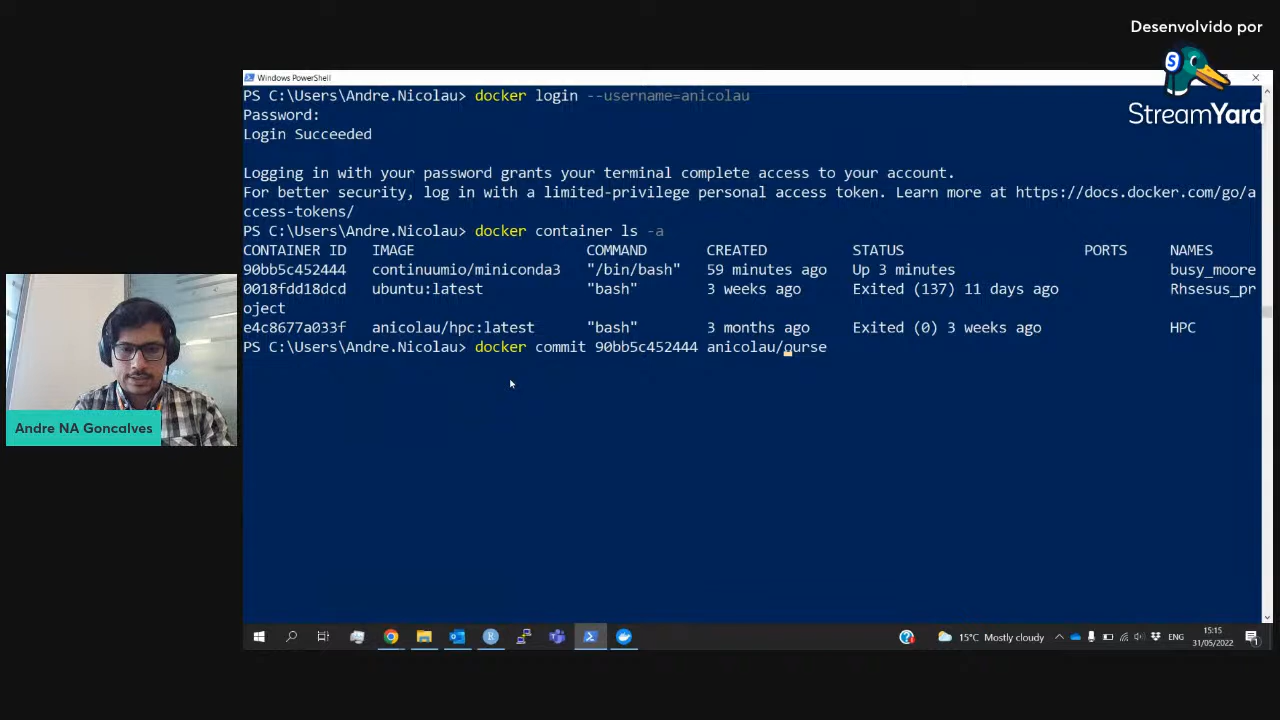 Desenvolvido por
S
StreamYard
Windows PowerShell
PS C:\Users\Andre.Nicolau> docker login --username=anicolau
Password:
Login Succeeded
Logging in with your password grants your terminal complete access to your account.
For better security, log in with a limited-privilege personal access token. Learn more at https://docs.docker.com/go/a
ccess-tokens/
PS C:\Users\Andre.Nicolau> docker container ls -a
CONTAINER ID IMAGE COMMAND CREATED STATUS PORTS NAMES
90bb5c452444 continuumio/miniconda3 "/bin/bash" 59 minutes ago Up 3 minutes busy_moore
0018fdd18dcd ubuntu:latest "bash" 3 weeks ago Exited (137) 11 days ago Rhsesus_pr
oject
e4c8677a033f anicolau/hpc:latest "bash" 3 months ago Exited (0) 3 weeks ago HPC
PS C:\Users\Andre.Nicolau> docker commit 90bb5c452444 anicolau/ourse
Andre NA Goncalves
15°C Mostly cloudy
ENG
15:15
31/05/2022